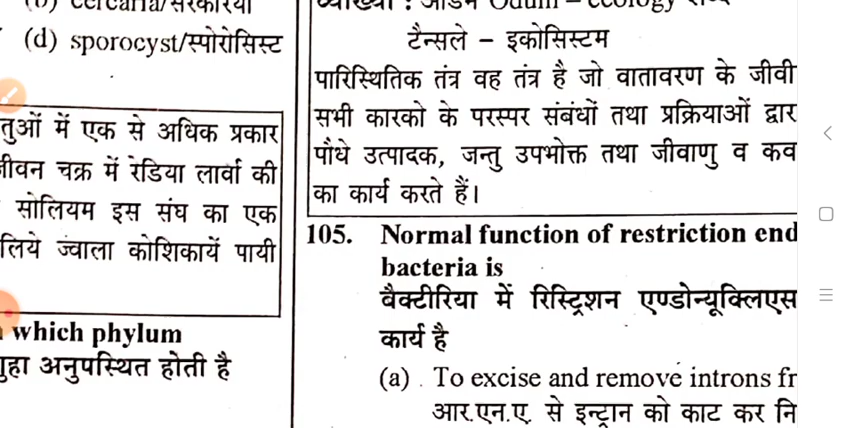 (d) sporocyst/स्पोरोसिस्ट
में एक से अधिक प्रकार
चक्र में रेडिया लार्वा की
सोलियम इस संघ का एक
लिये ज्वाला कोशिकायें पायी
which phylum
अनुपस्थित होती है
टैन्सले – इकोसिस्टम
पारिस्थितिक तंत्र वह तंत्र है जो वातावरण के जीवी
सभी कारको के परस्पर संबंधों तथा प्रक्रियाओं द्वार
पौधे उत्पादक, जन्तु उपभोक्त तथा जीवाणु व कव
का कार्य करते हैं।
105. Normal function of restriction end
bacteria is
बैक्टीरिया में रिस्ट्रिशन एण्डोन्यूक्लिएस
कार्य है
(a) . To excise and remove introns fr
आर.एन.ए. से इन्ट्रान को काट कर नि